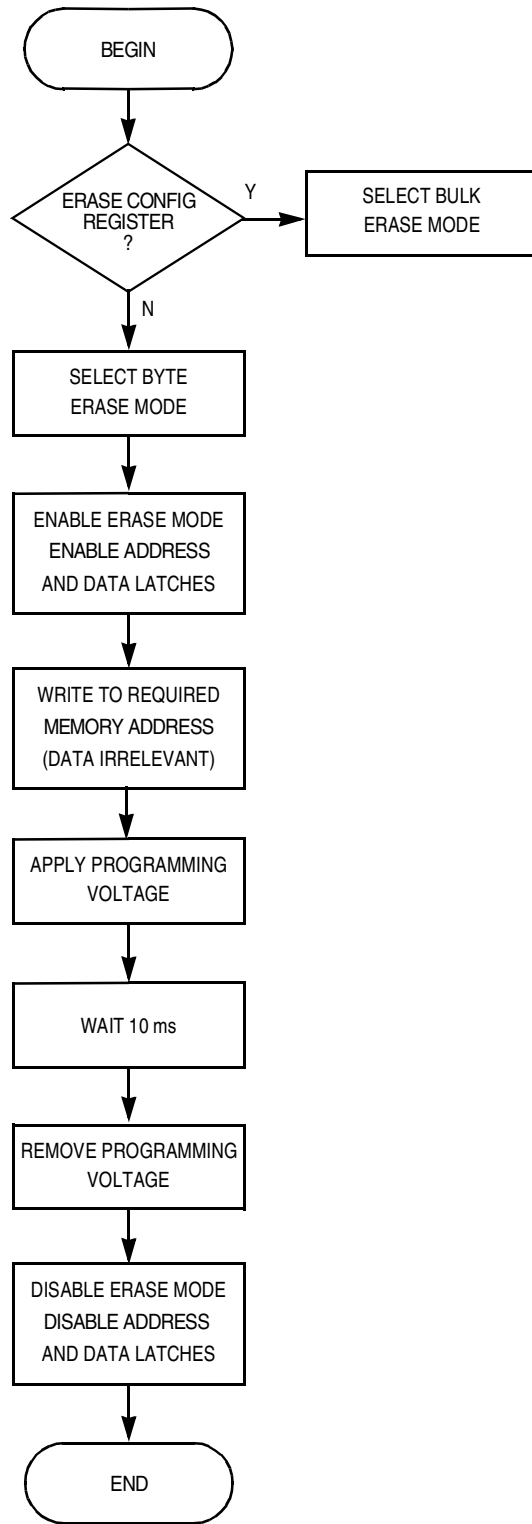 BEGIN
ERASE CONFIG
REGISTER
?
Y
SELECT BULK
ERASE MODE
N
SELECT BYTE
ERASE MODE
ENABLE ERASE MODE
ENABLE ADDRESS
AND DATA LATCHES
WRITE TO REQUIRED
MEMORY ADDRESS
(DATA IRRELEVANT)
APPLY PROGRAMMING
VOLTAGE
WAIT 10 ms
REMOVE PROGRAMMING
VOLTAGE
DISABLE ERASE MODE
DISABLE ADDRESS
AND DATA LATCHES
END